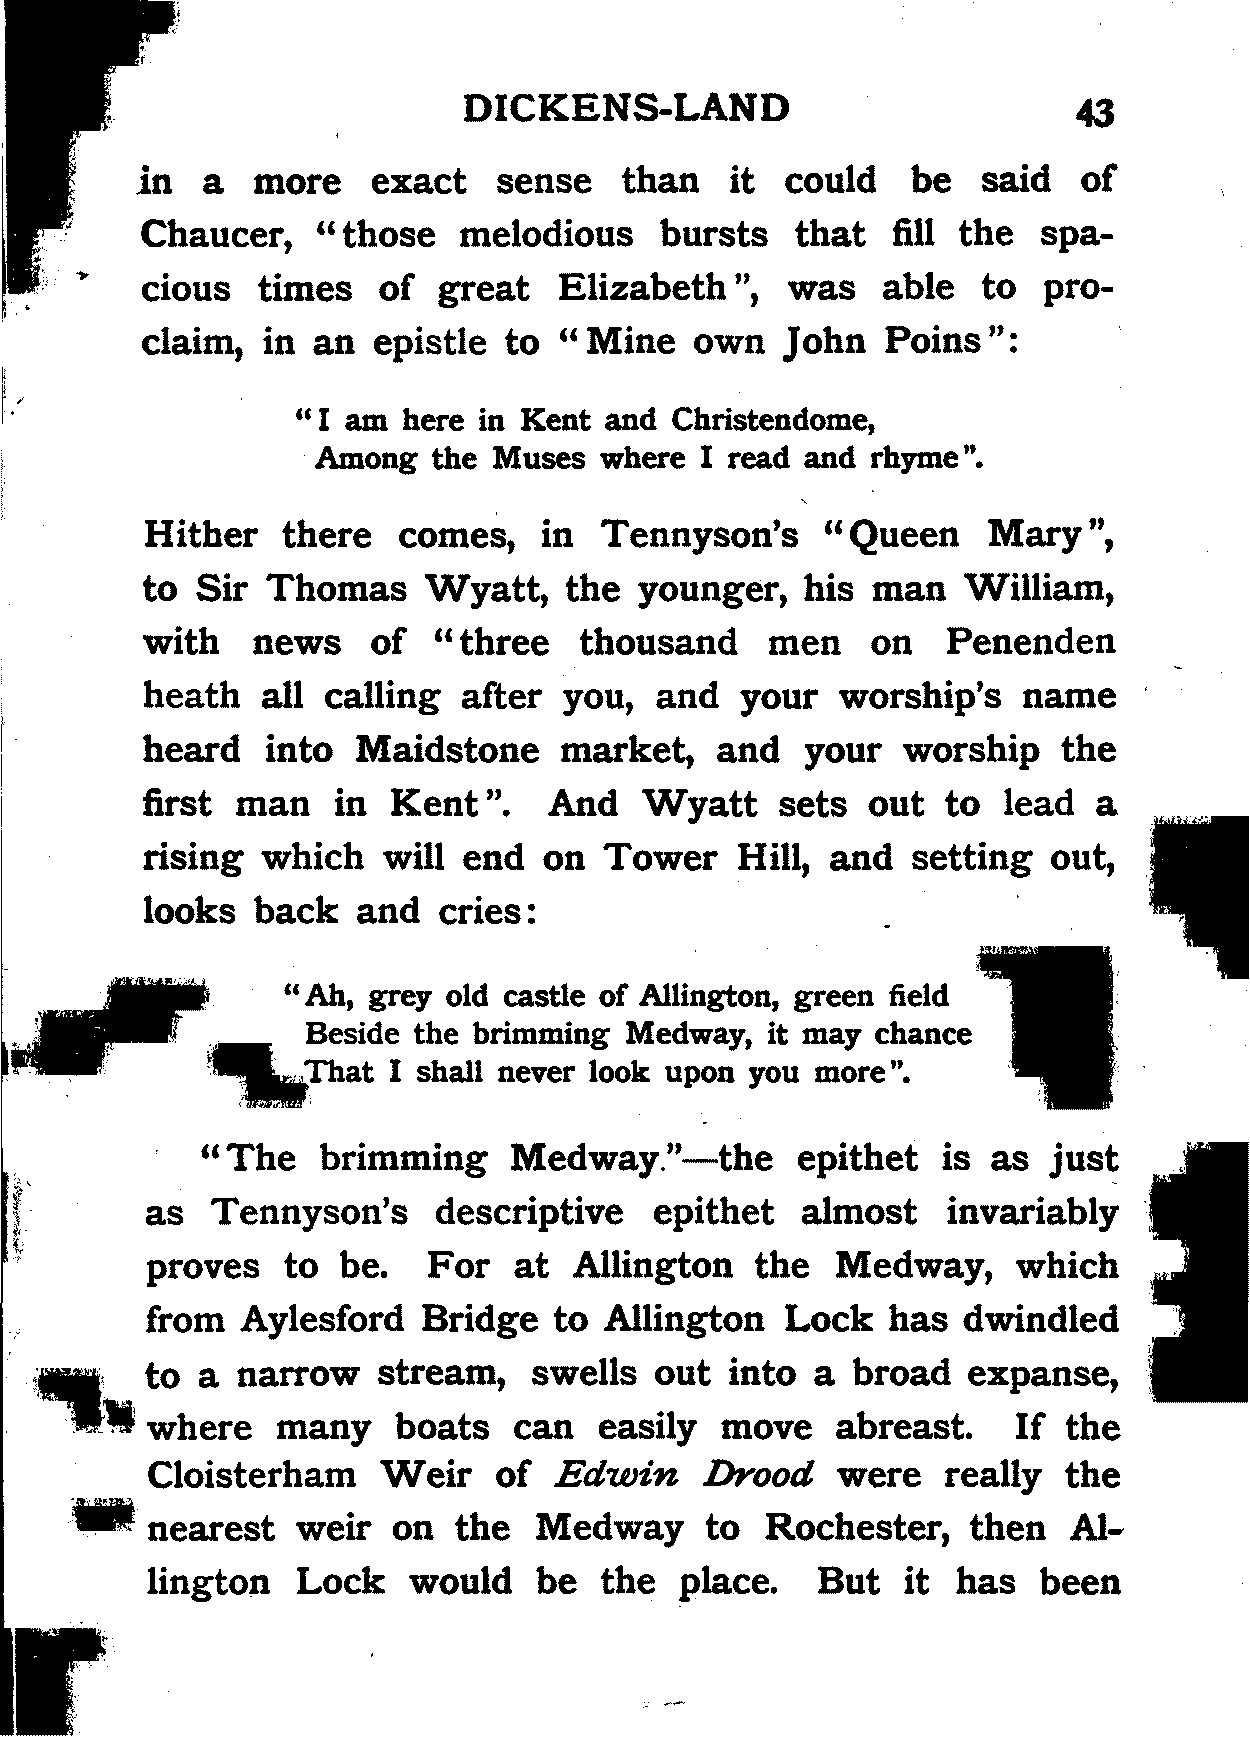 DICKENS-LAND 43
in a more exact sense than it could be said of
Chaucer, “those melodious bursts that fill the spa-
cious times of great Elizabeth”, was able to pro-
claim, in an epistle to “Mine own John Poins”:
“I am here in Kent and Christendome,
Among the Muses where I read and rhyme”.
Hither there comes, in Tennyson's “Queen Mary”,
to Sir Thomas Wyatt, the younger, his man William,
with news of “three thousand men on Penenden
heath all calling after you, and your worship's name
heard into Maidstone market, and your worship the
first man in Kent”. And Wyatt sets out to lead a
rising which will end on Tower Hill, and setting out,
looks back and cries:
“Ah, grey old castle of Allington, green field
Beside the brimming Medway, it may chance
That I shall never look upon you more”.
“The brimming Medway.”—the epithet is as just
as Tennyson's descriptive epithet almost invariably
proves to be. For at Allington the Medway, which
from Aylesford Bridge to Allington Lock has dwindled
to a narrow stream, swells out into a broad expanse,
where many boats can easily move abreast. If the
Cloisterham Weir of Edwin Drood were really the
nearest weir on the Medway to Rochester, then Al-
lington Lock would be the place. But it has been